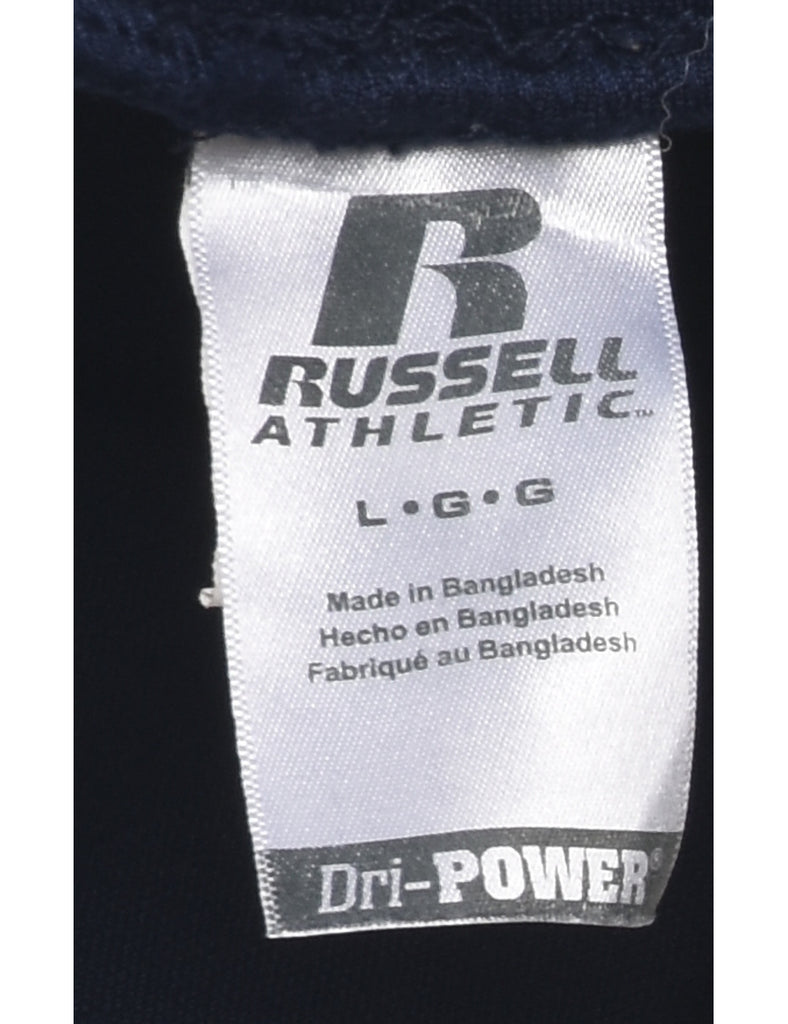 R
RUSSELL
ATHLETIC™
L • G • G
Made in Bangladesh
Hecho en Bangladesh
Fabriqué au Bangladesh
Dri-POWER®